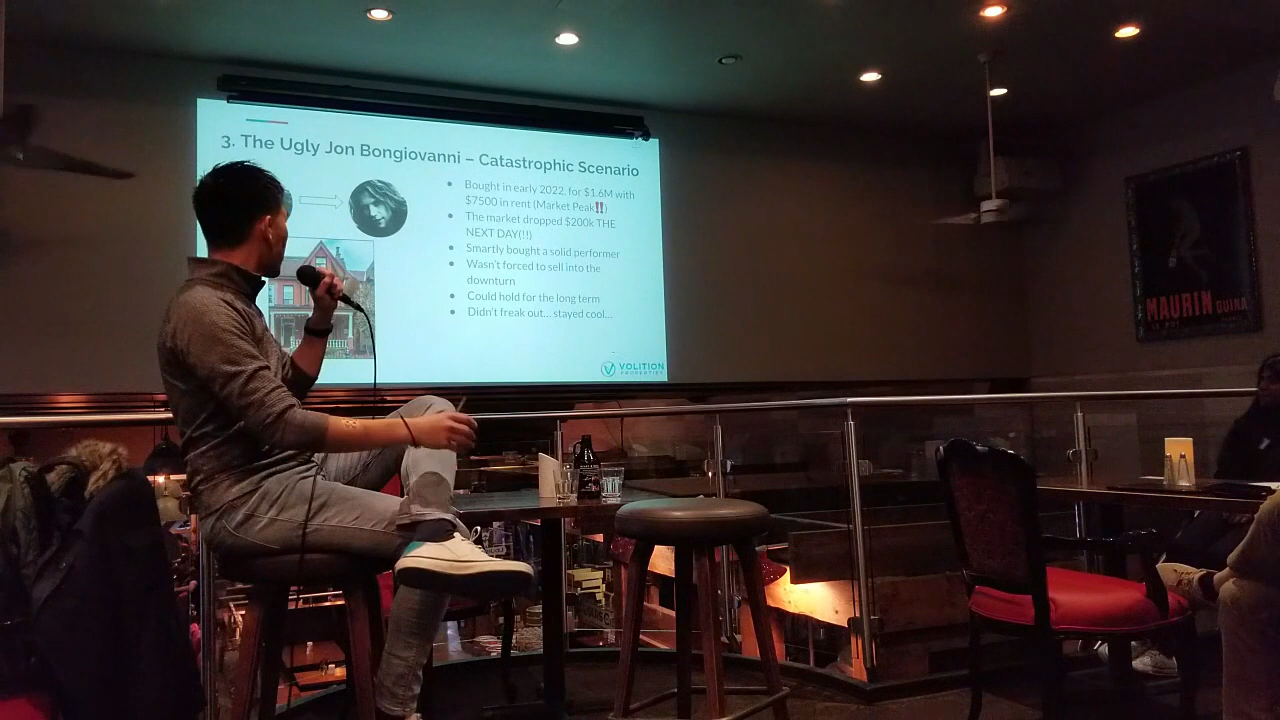 3. The Ugly Jon Bongiovanni – Catastrophic Scenario
• Bought in early 2022, for $1.6M with
$7500 in rent (Market Peak‼)
• The market dropped $200k THE
NEXT DAY(!!)
• Smartly bought a solid performer
• Wasn't forced to sell into the
downturn
• Could hold for the long term
• Didn't freak out... stayed cool...
VOLITION
PROPERTIES
MAURIN QUINA